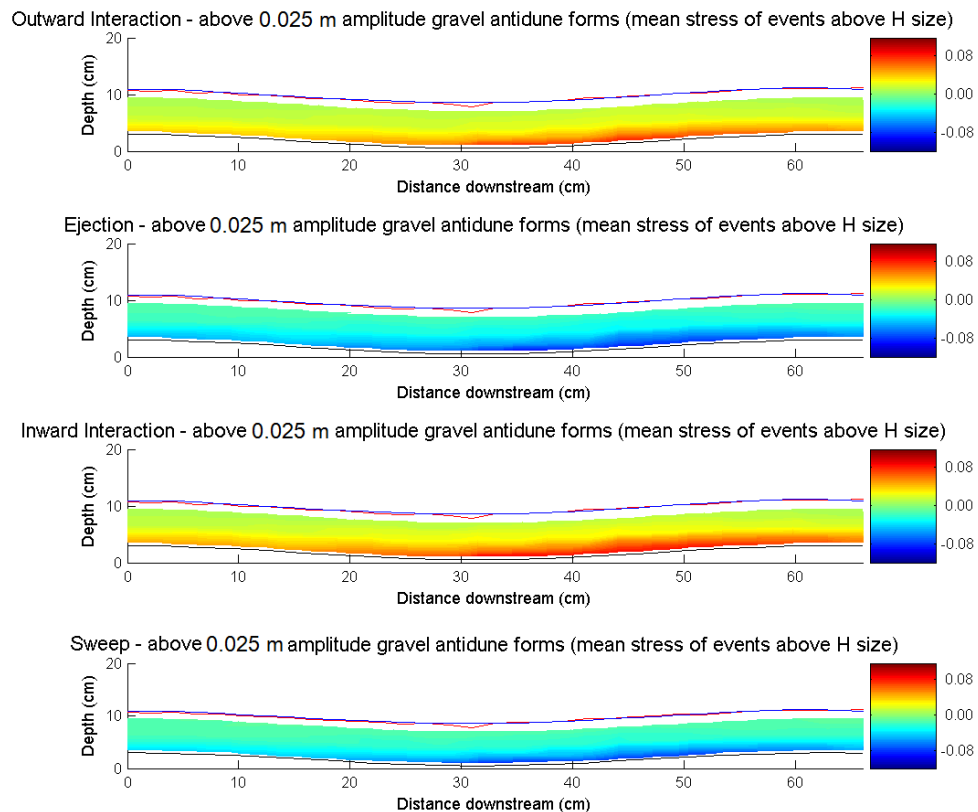 Outward Interaction - above 0.025 m amplitude gravel antidune forms (mean stress of events above H size)
20
10
0
Depth (cm)
0 10 20 30 40 50 60
Distance downstream (cm)
0.08
0.00
-0.08
Ejection - above 0.025 m amplitude gravel antidune forms (mean stress of events above H size)
20
10
0
Depth (cm)
0 10 20 30 40 50 60
Distance downstream (cm)
0.08
0.00
-0.08
Inward Interaction - above 0.025 m amplitude gravel antidune forms (mean stress of events above H size)
20
10
0
Depth (cm)
0 10 20 30 40 50 60
Distance downstream (cm)
0.08
0.00
-0.08
Sweep - above 0.025 m amplitude gravel antidune forms (mean stress of events above H size)
20
10
0
Depth (cm)
0 10 20 30 40 50 60
Distance downstream (cm)
0.08
0.00
-0.08